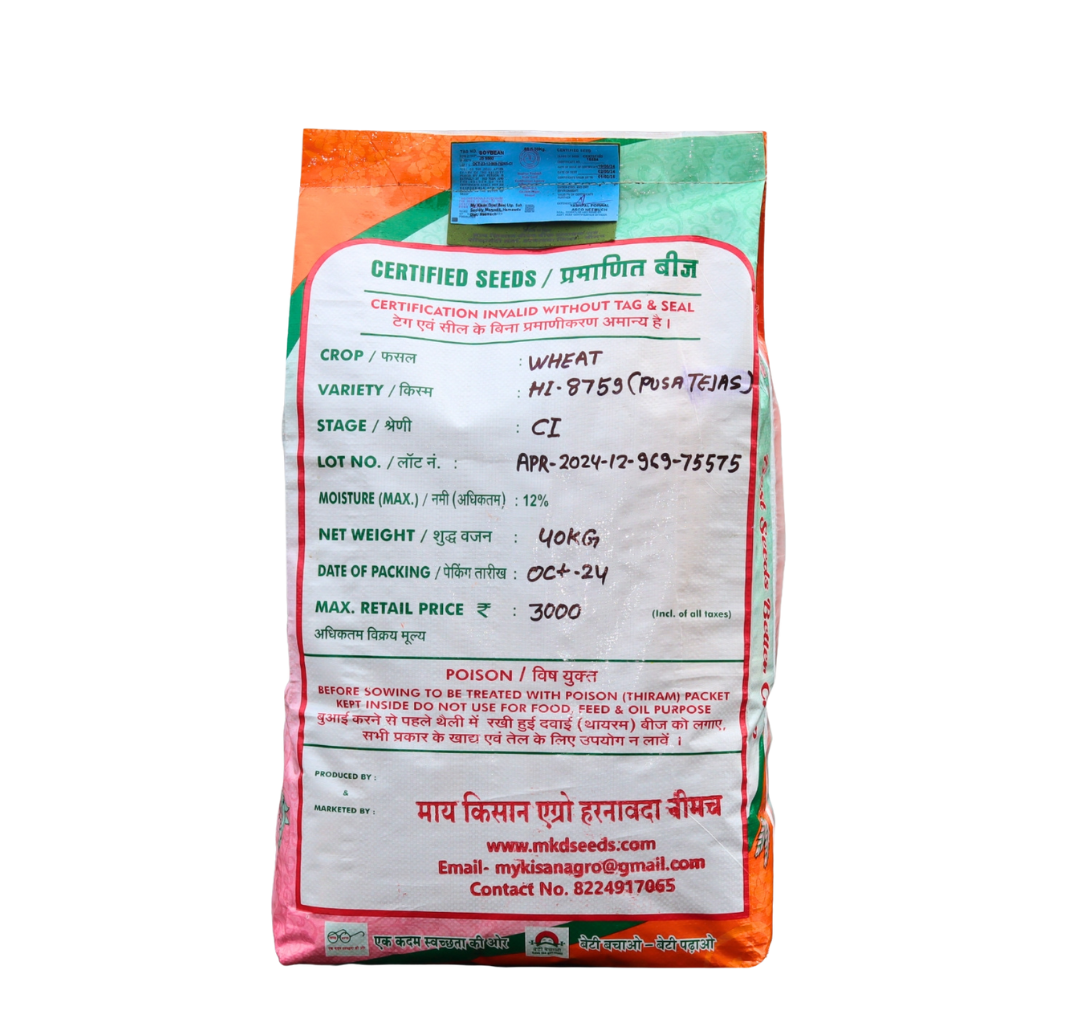 SOYBEAN
CERTIFIED SEEDS / प्रमाणित बीज
CERTIFICATION INVALID WITHOUT TAG & SEAL
टेग एवं सील के बिना प्रमाणीकरण अमान्य है।
CROP / फसल : WHEAT
VARIETY / किस्म : HI-8759 (PUSA TEJAS)
STAGE / श्रेणी : CI
LOT NO. / लॉट नं. : APR-2024-12-969-75575
MOISTURE (MAX.) / नमी (अधिकतम) : 12%
NET WEIGHT / शुद्ध वजन : 40KG
DATE OF PACKING / पेकिंग तारीख : Oct-24
MAX. RETAIL PRICE ₹ : 3000 (Incl. of all taxes)
अधिकतम विक्रय मूल्य
POISON / विष युक्त
BEFORE SOWING TO BE TREATED WITH POISON (THIRAM) PACKET
KEPT INSIDE DO NOT USE FOR FOOD, FEED & OIL PURPOSE
बुआई करने से पहले थैली में रखी हुई दवाई (थायरम) बीज को लगाए,
सभी प्रकार के खाद्य एवं तेल के लिए उपयोग न लावें ।
PRODUCED BY :
&
MARKETED BY :
माय किसान एग्रो हरनावदा नीमच
www.mkdseeds.com
Email- mykisanagro@gmail.com
Contact No. 8224917065
एक कदम स्वच्छता की ओर
बेटी बचाओ – बेटी पढ़ाओ
Best Seeds Better